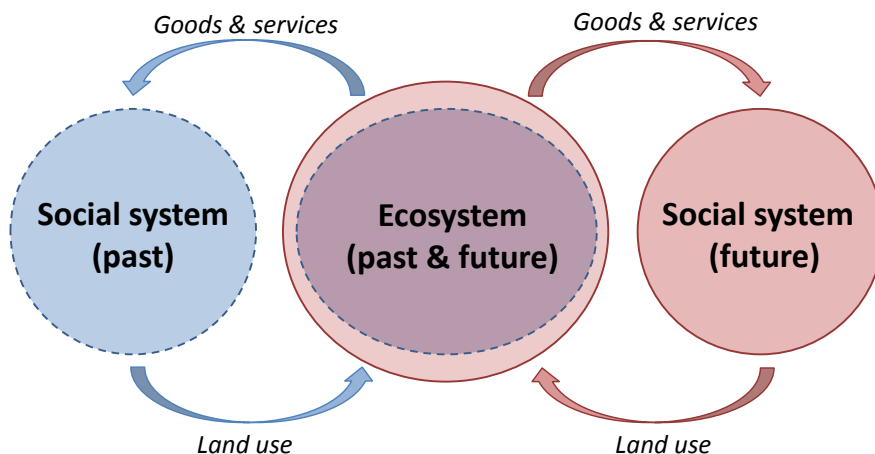 Goods & services
Goods & services
Social system
(past)
Ecosystem
(past & future)
Social system
(future)
Land use
Land use